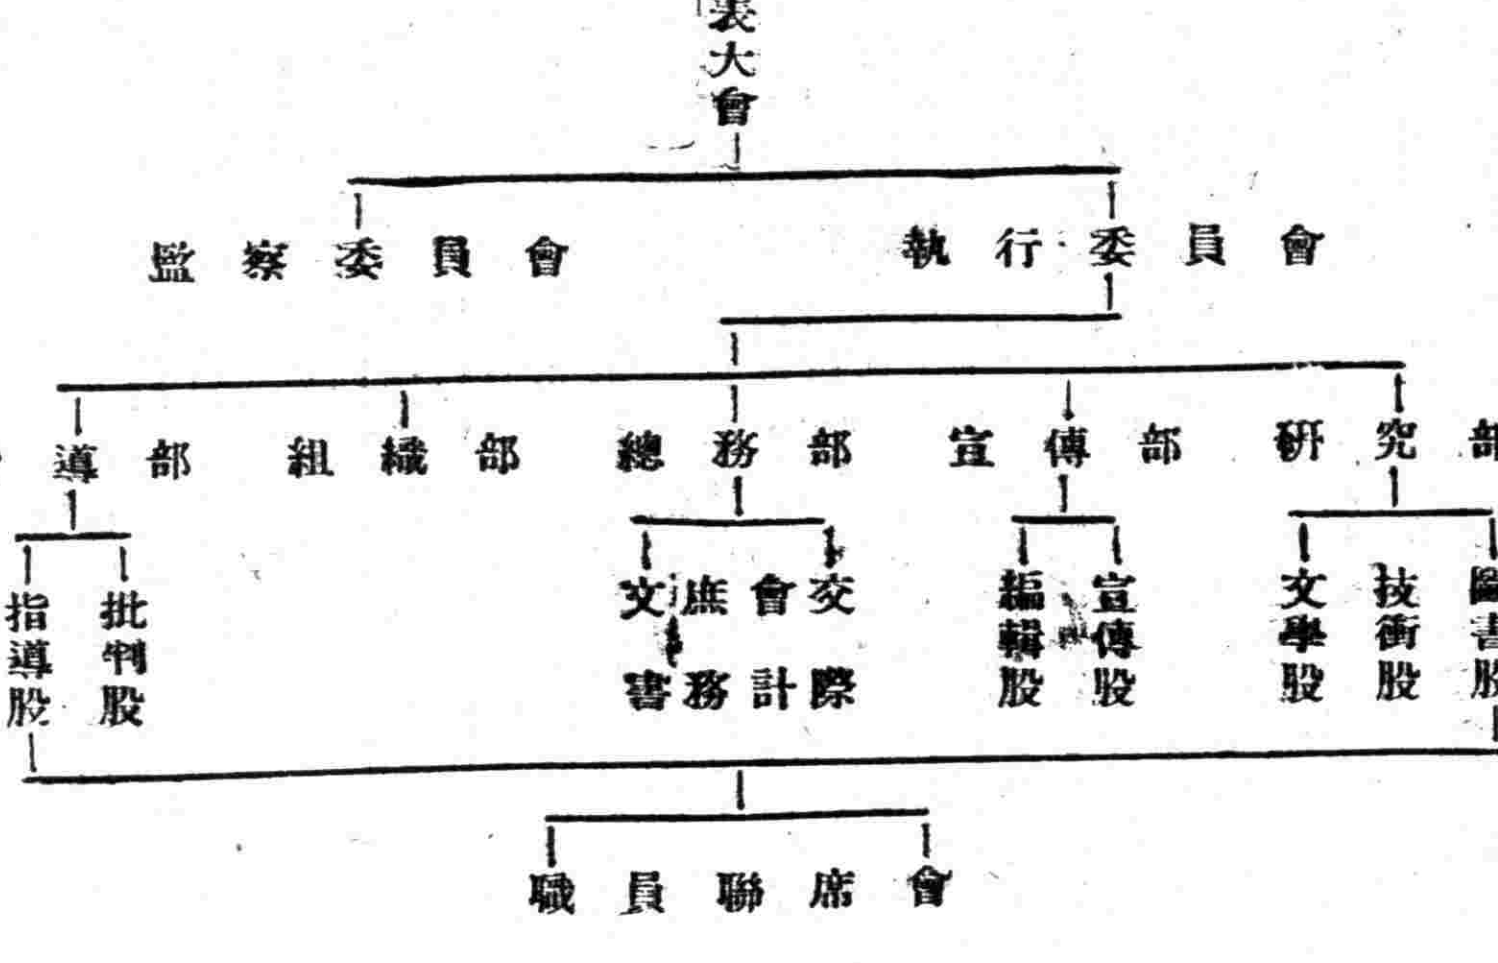 表大會
監察委員會 執行委員會
導部 組織部 總務部 宣傳部 研究部
指導股 批判股 文書 庶務 會計 交際 編輯股 宣傳股 文學股 技術股 圖書股
職員聯席會